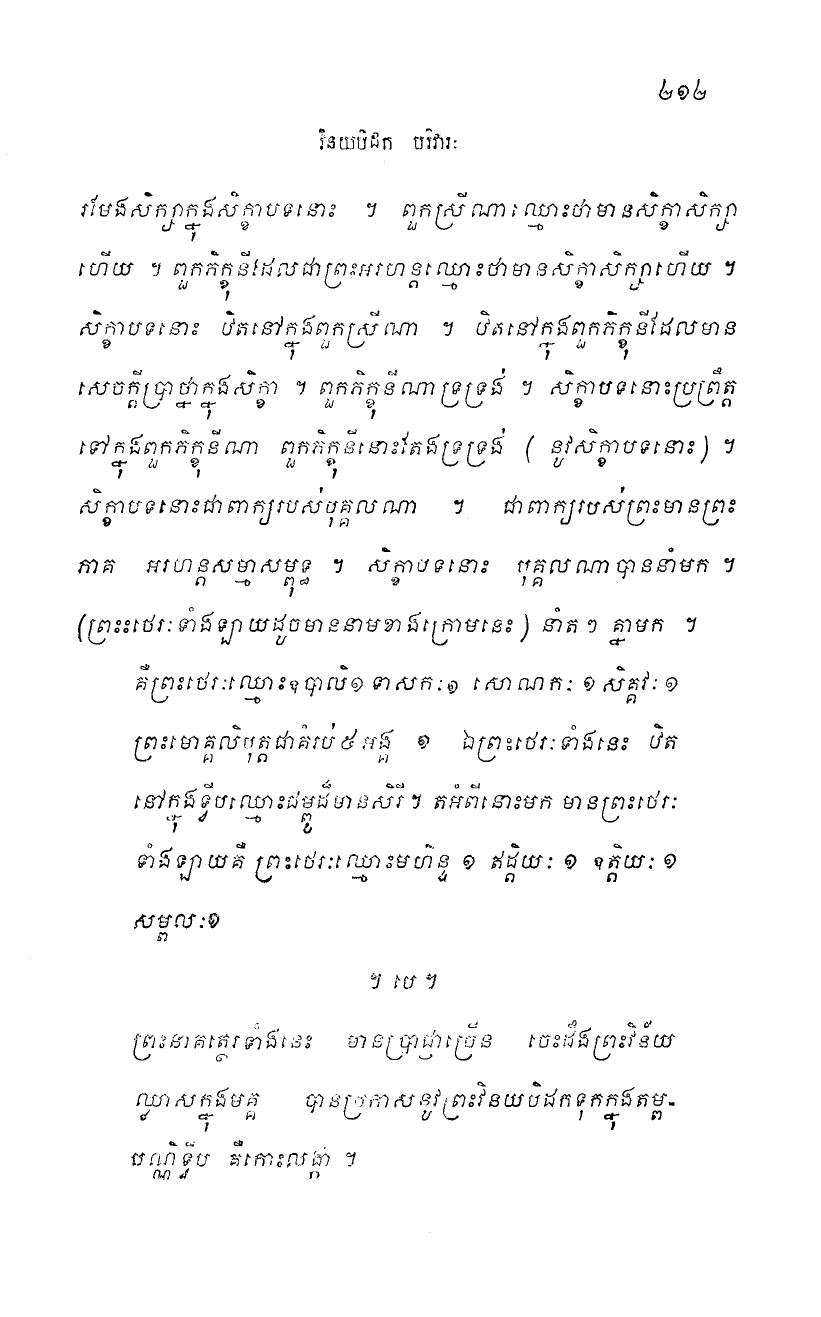 ២១២
វិនយបិដក បរិវារៈ
រមែងសិក្សាក្នុងសិក្ខាបទនោះ ។ ពួកស្រីណាឈ្មោះថាមានសិក្ខាសិក្សា
ហើយ ។ ពួកភិក្ខុនីដែលជាព្រះអរហន្តឈ្មោះថាមានសិក្ខាសិក្សាហើយ ។
សិក្ខាបទនោះ ឋិតនៅក្នុងពួកស្រីណា ។ ឋិតនៅក្នុងពួកភិក្ខុនីដែលមាន
សេចក្តីប្រាថ្នាក្នុងសិក្ខា ។ ពួកភិក្ខុនីណាទ្រទ្រង់ ។ សិក្ខាបទនោះប្រព្រឹត្ត
ទៅក្នុងពួកភិក្ខុនីណា ពួកភិក្ខុនីនោះតែងទ្រទ្រង់ ( នូវសិក្ខាបទនោះ ) ។
សិក្ខាបទនោះជាពាក្យរបស់បុគ្គលណា ។ ជាពាក្យរបស់ព្រះមានព្រះ
ភាគ អរហន្តសម្មាសម្ពុទ្ធ ។ សិក្ខាបទនោះ បុគ្គលណាបាននាំមក ។
(ព្រះថេរៈទាំងឡាយដូចមាននាមខាងក្រោមនេះ ) នាំត ៗ គ្នាមក ។
គឺព្រះថេរៈឈ្មោះឧបាលិ១ ទាសកៈ១ សោណកៈ ១ សិគ្គវៈ ១
ព្រះមោគ្គលិបុត្តជាគំរប់ ៥ អង្គ ១ ឯព្រះថេរៈទាំងនេះ ឋិត
នៅក្នុងទ្វីបឈ្មោះជម្ពូដ៏មានសិរី ។ តអំពីនោះមក មានព្រះថេរៈ
ទាំងឡាយគឺ ព្រះថេរៈឈ្មោះមហិន្ទ ១ ឥដ្ដិយៈ ១ ឧត្តិយៈ ១
សម្ពលៈ១
។ បេ ។
ព្រះនាគត្ថេរទាំងនេះ មានប្រាជ្ញាច្រើន ចេះដឹងព្រះវិន័យ
ឈ្លាសក្នុងមគ្គ បានប្រកាសនូវព្រះវិនយបិដកទុកក្នុងតម្ព-
បណ្ណិទ្វីប គឺកោះលង្កា ។